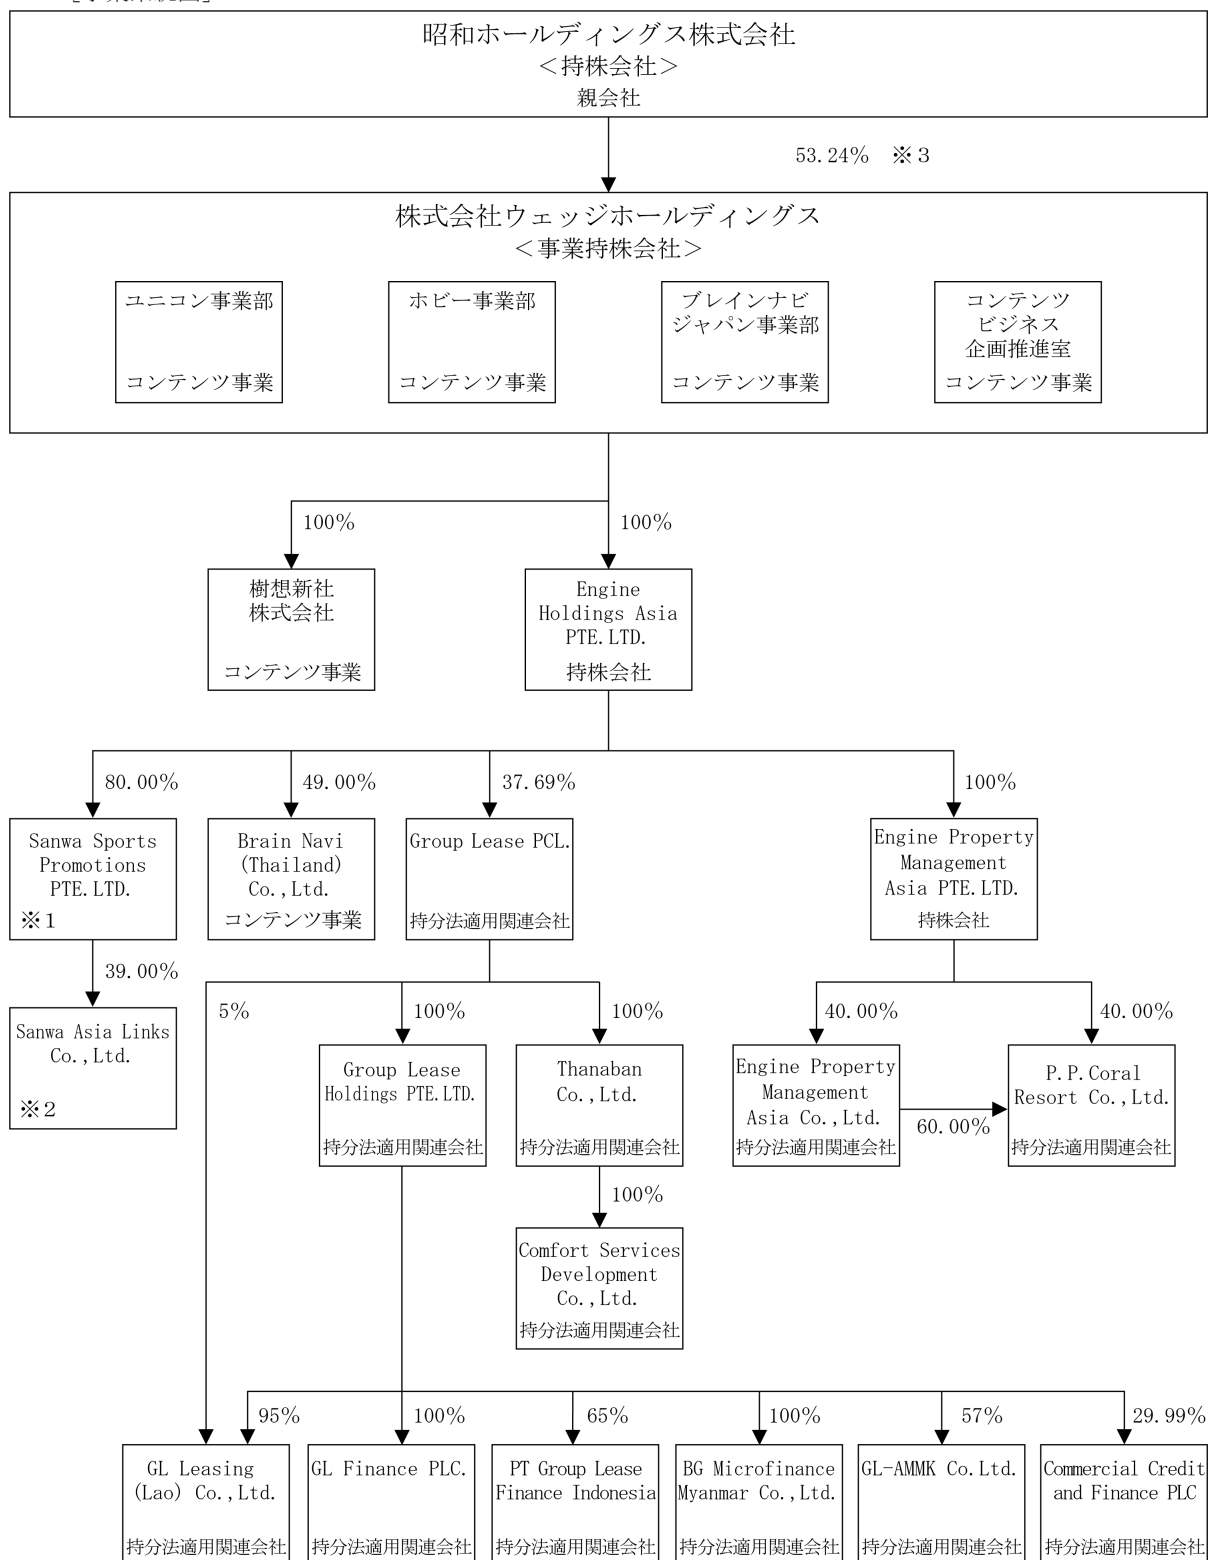 昭和ホールディングス株式会社
＜持株会社＞
親会社
53.24% ※3
株式会社ウェッジホールディングス
＜事業持株会社＞
ユニコン事業部
コンテンツ事業
ホビー事業部
コンテンツ事業
ブレインナビ
ジャパン事業部
コンテンツ事業
コンテンツ
ビジネス
企画推進室
コンテンツ事業
100%
100%
樹想新社
株式会社
コンテンツ事業
Engine
Holdings Asia
PTE.LTD.
持株会社
80.00%
49.00%
37.69%
100%
Sanwa Sports
Promotions
PTE.LTD.
※1
Brain Navi
(Thailand)
Co.,Ltd.
コンテンツ事業
Group Lease PCL.
持分法適用関連会社
Engine Property
Management
Asia PTE.LTD.
持株会社
39.00%
5%
100%
100%
40.00%
40.00%
Sanwa Asia Links
Co.,Ltd.
※2
Group Lease
Holdings PTE.LTD.
持分法適用関連会社
Thanaban
Co.,Ltd.
持分法適用関連会社
Engine Property
Management
Asia Co.,Ltd.
持分法適用関連会社
60.00%
P.P.Coral
Resort Co.,Ltd.
持分法適用関連会社
100%
Comfort Services
Development
Co.,Ltd.
持分法適用関連会社
95%
100%
65%
100%
57%
29.99%
GL Leasing
(Lao) Co.,Ltd.
持分法適用関連会社
GL Finance PLC.
持分法適用関連会社
PT Group Lease
Finance Indonesia
持分法適用関連会社
BG Microfinance
Myanmar Co.,Ltd.
持分法適用関連会社
GL-AMMK Co.Ltd.
持分法適用関連会社
Commercial Credit
and Finance PLC
持分法適用関連会社